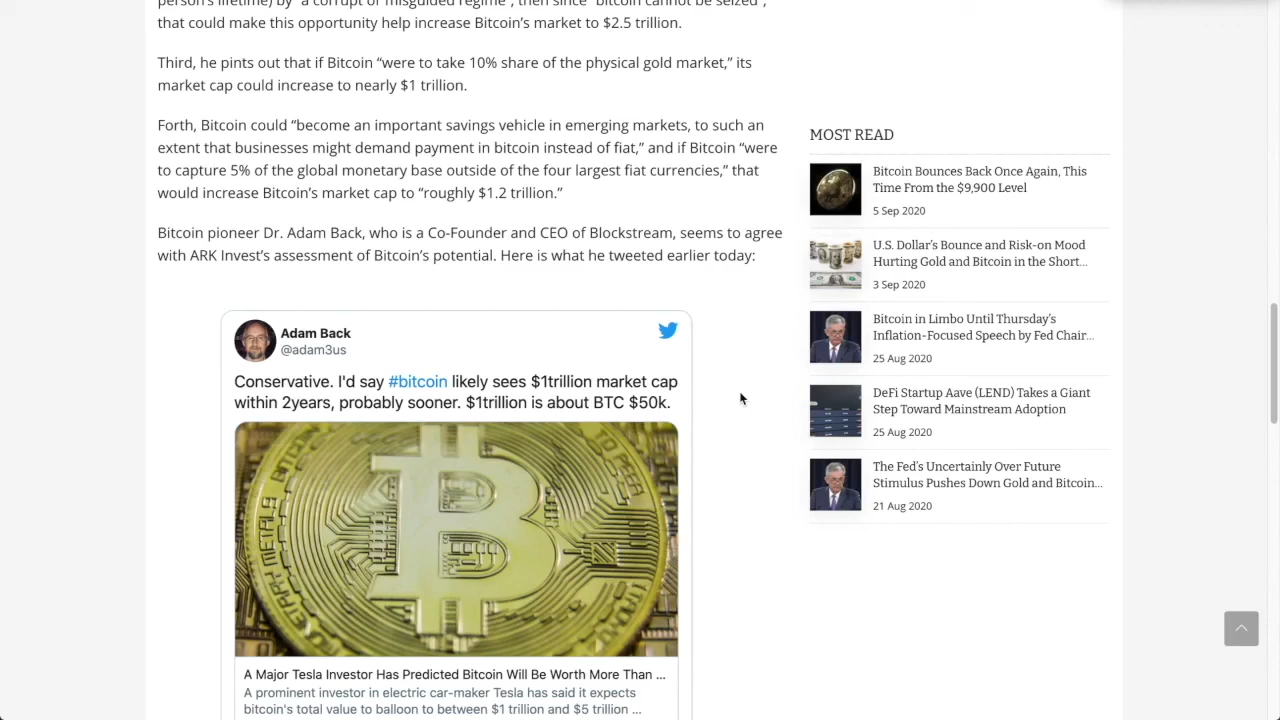 person's lifetime) by "a corrupt or misguided regime", then since "bitcoin cannot be seized",
that could make this opportunity help increase Bitcoin's market to $2.5 trillion.
Third, he pints out that if Bitcoin “were to take 10% share of the physical gold market,” its
market cap could increase to nearly $1 trillion.
Forth, Bitcoin could “become an important savings vehicle in emerging markets, to such an
extent that businesses might demand payment in bitcoin instead of fiat,” and if Bitcoin “were
to capture 5% of the global monetary base outside of the four largest fiat currencies,” that
would increase Bitcoin’s market cap to “roughly $1.2 trillion.”
Bitcoin pioneer Dr. Adam Back, who is a Co-Founder and CEO of Blockstream, seems to agree
with ARK Invest’s assessment of Bitcoin’s potential. Here is what he tweeted earlier today:
Adam Back
@adam3us
Conservative. I'd say #bitcoin likely sees $1trillion market cap
within 2years, probably sooner. $1trillion is about BTC $50k.
A Major Tesla Investor Has Predicted Bitcoin Will Be Worth More Than ...
A prominent investor in electric car-maker Tesla has said it expects
bitcoin's total value to balloon to between $1 trillion and $5 trillion ...
MOST READ
Bitcoin Bounces Back Once Again, This
Time From the $9,900 Level
5 Sep 2020
U.S. Dollar’s Bounce and Risk-on Mood
Hurting Gold and Bitcoin in the Short...
3 Sep 2020
Bitcoin in Limbo Until Thursday’s
Inflation-Focused Speech by Fed Chair...
25 Aug 2020
DeFi Startup Aave (LEND) Takes a Giant
Step Toward Mainstream Adoption
25 Aug 2020
The Fed’s Uncertainly Over Future
Stimulus Pushes Down Gold and Bitcoin...
21 Aug 2020